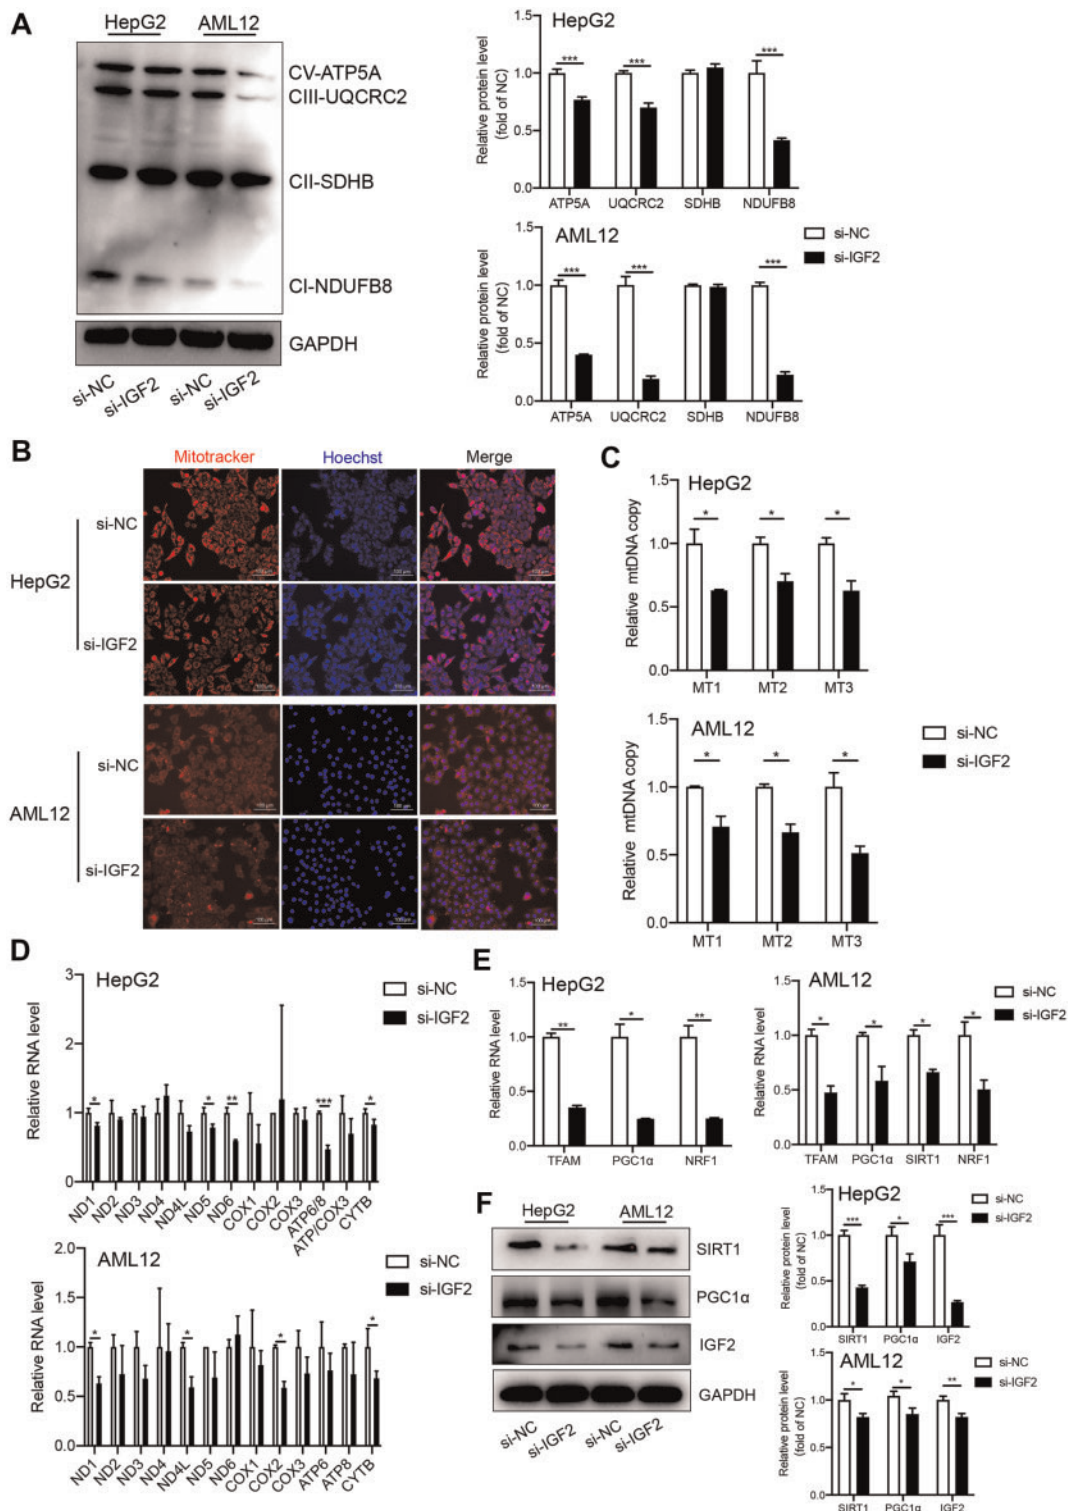 A
HepG2 AML12
CV-ATP5A
CIII-UQCRC2
CII-SDHB
CI-NDUFB8
GAPDH
si-NC si-IGF2 si-NC si-IGF2
HepG2
Relative protein level
(fold of NC)
1.5
1.0
0.5
0.0
*** *** ***
ATP5A UQCRC2 SDHB NDUFB8
AML12
Relative protein level
(fold of NC)
1.5
1.0
0.5
0.0
*** *** ***
ATP5A UQCRC2 SDHB NDUFB8
si-NC
si-IGF2
B
Mitotracker Hoechst Merge
HepG2
si-NC
si-IGF2
AML12
si-NC
si-IGF2
C
HepG2
Relative mtDNA copy
1.5
1.0
0.5
0.0
* * *
MT1 MT2 MT3
AML12
Relative mtDNA copy
1.5
1.0
0.5
0.0
* * *
MT1 MT2 MT3
si-NC
si-IGF2
D
HepG2
Relative RNA level
3
2
1
0
* * ** *** *
ND1 ND2 ND3 ND4 ND4L ND5 ND6 COX1 COX2 COX3 ATP6/8 ATP/COX3 CYTB
si-NC
si-IGF2
AML12
Relative RNA level
2.0
1.5
1.0
0.5
0.0
* * * *
ND1 ND2 ND3 ND4 ND4L ND5 ND6 COX1 COX2 COX3 ATP6 ATP8 CYTB
si-NC
si-IGF2
E
HepG2
Relative RNA level
1.5
1.0
0.5
0.0
** * **
TFAM PGC1α NRF1
AML12
Relative RNA level
1.5
1.0
0.5
0.0
* * * *
TFAM PGC1α SIRT1 NRF1
si-NC
si-IGF2
F
HepG2 AML12
SIRT1
PGC1α
IGF2
GAPDH
si-NC si-IGF2 si-NC si-IGF2
HepG2
Relative protein level
(fold of NC)
1.5
1.0
0.5
0.0
*** * ***
SIRT1 PGC1α IGF2
si-NC
si-IGF2
AML12
Relative protein level
(fold of NC)
1.5
1.0
0.5
0.0
* * **
SIRT1 PGC1α IGF2
si-NC
si-IGF2